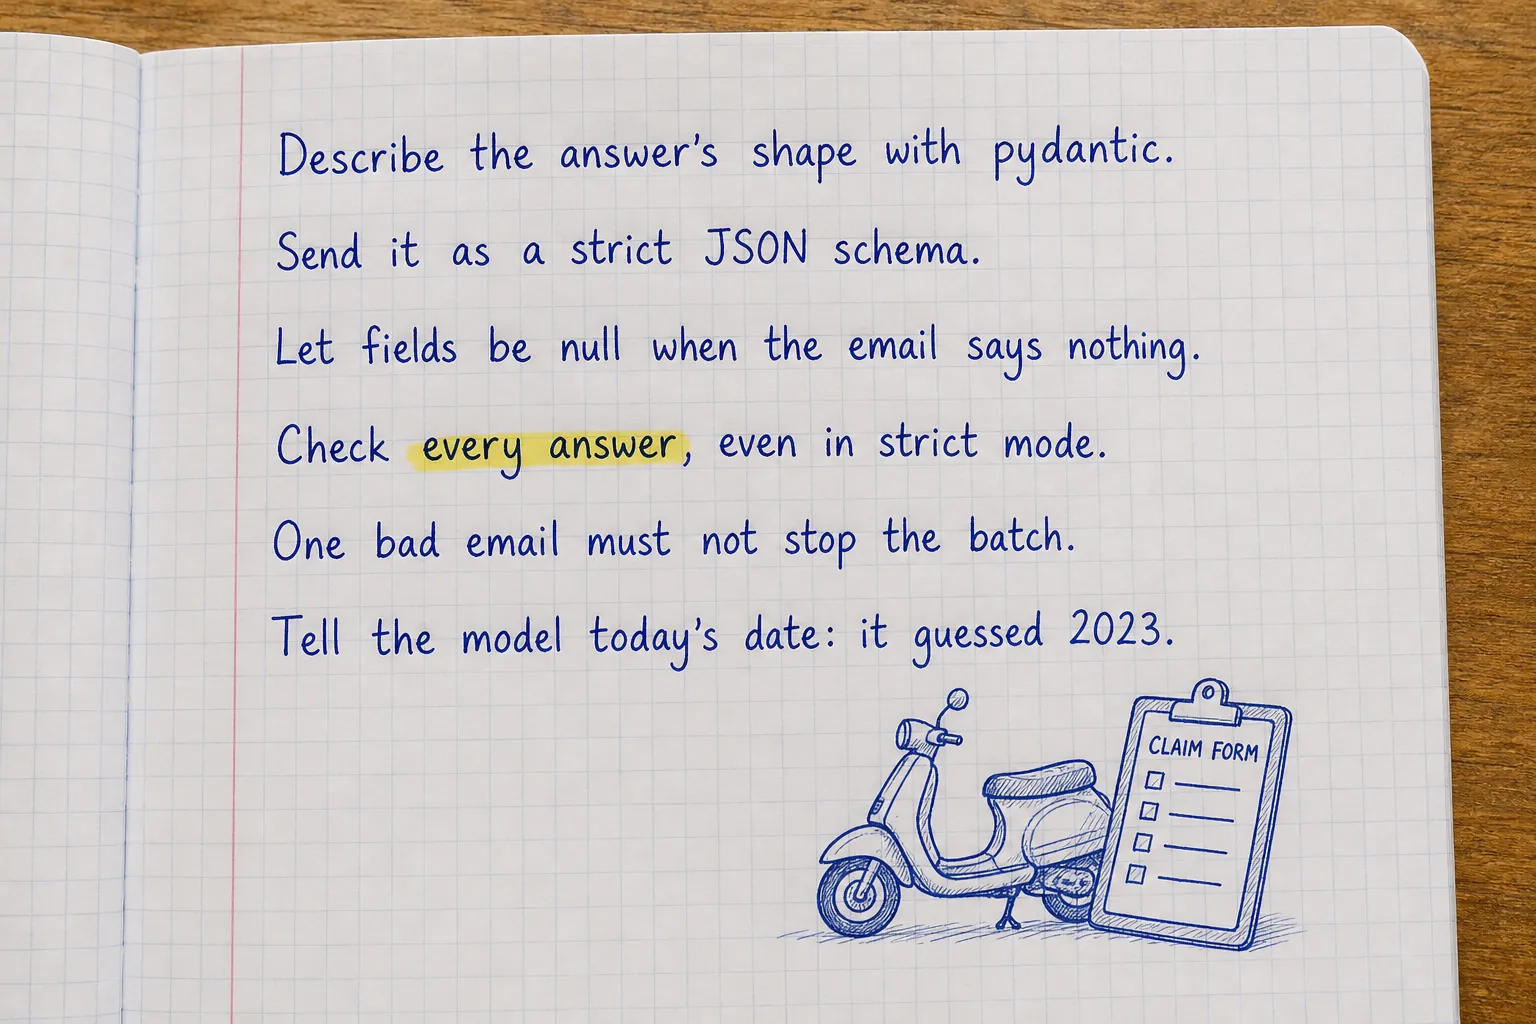 Describe the answer's shape with pydantic.
Send it as a strict JSON schema.
Let fields be null when the email says nothing.
Check every answer, even in strict mode.
One bad email must not stop the batch.
Tell the model today's date: it guessed 2023.
CLAIM FORM